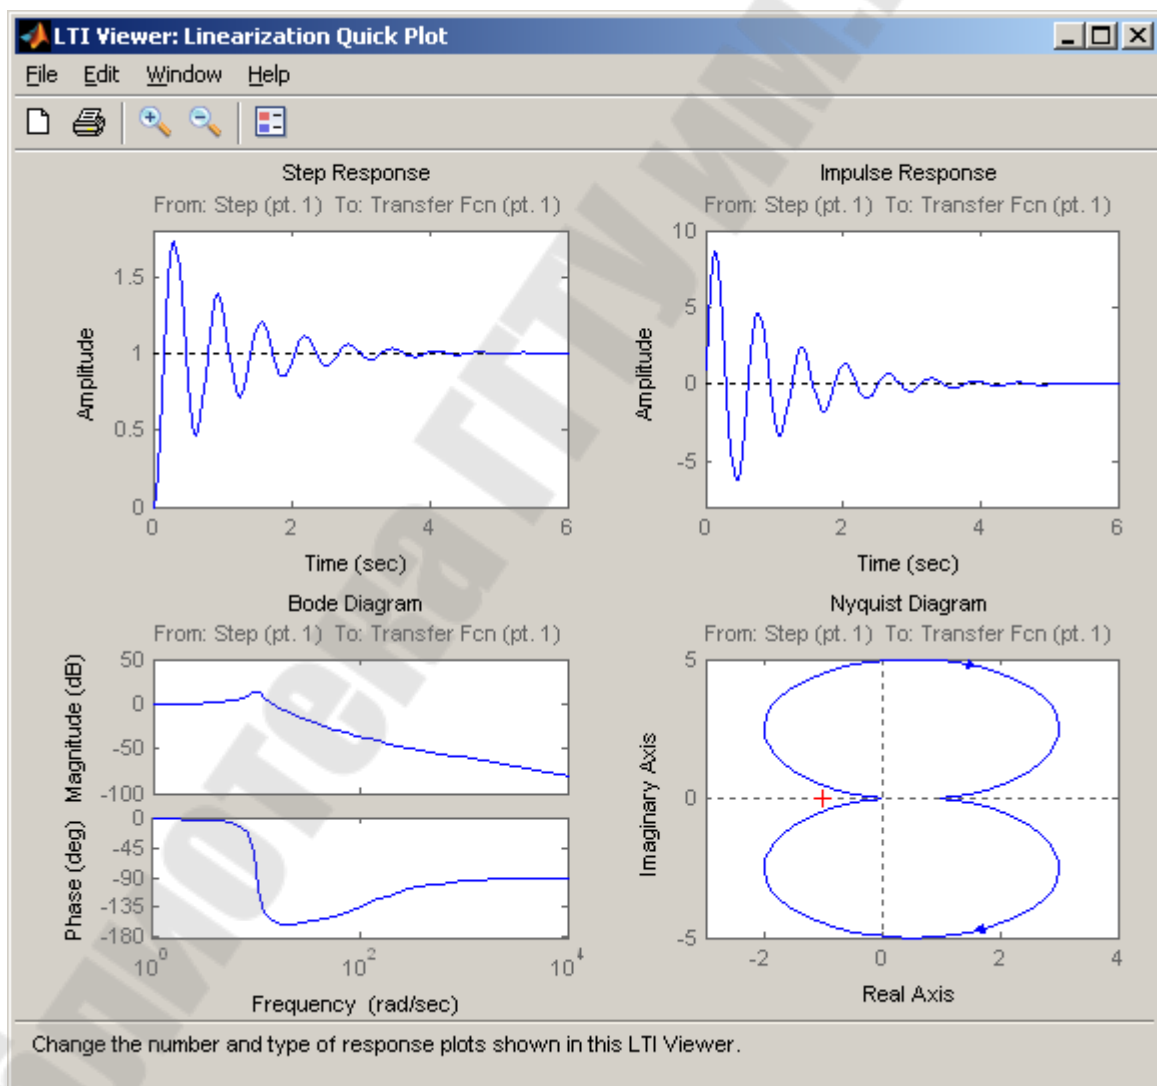 LTI Viewer: Linearization Quick Plot
File Edit Window Help
Step Response
From: Step (pt. 1) To: Transfer Fcn (pt. 1)
1.5
1
0.5
0
Amplitude
0 2 4 6
Time (sec)
Impulse Response
From: Step (pt. 1) To: Transfer Fcn (pt. 1)
10
5
0
-5
Amplitude
0 2 4 6
Time (sec)
Bode Diagram
From: Step (pt. 1) To: Transfer Fcn (pt. 1)
50
0
-50
-100
Magnitude (dB)
0
-45
-90
-135
-180
Phase (deg)
10^0 10^2 10^4
Frequency (rad/sec)
Nyquist Diagram
From: Step (pt. 1) To: Transfer Fcn (pt. 1)
5
0
-5
Imaginary Axis
-2 0 2 4
Real Axis
Change the number and type of response plots shown in this LTI Viewer.
лиотека ГГТУ им.